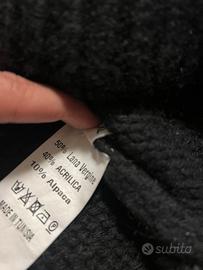 50% Lana Vergine
40% ACRILICA
10% Alpaca
MADE IN TUNISIA
subito